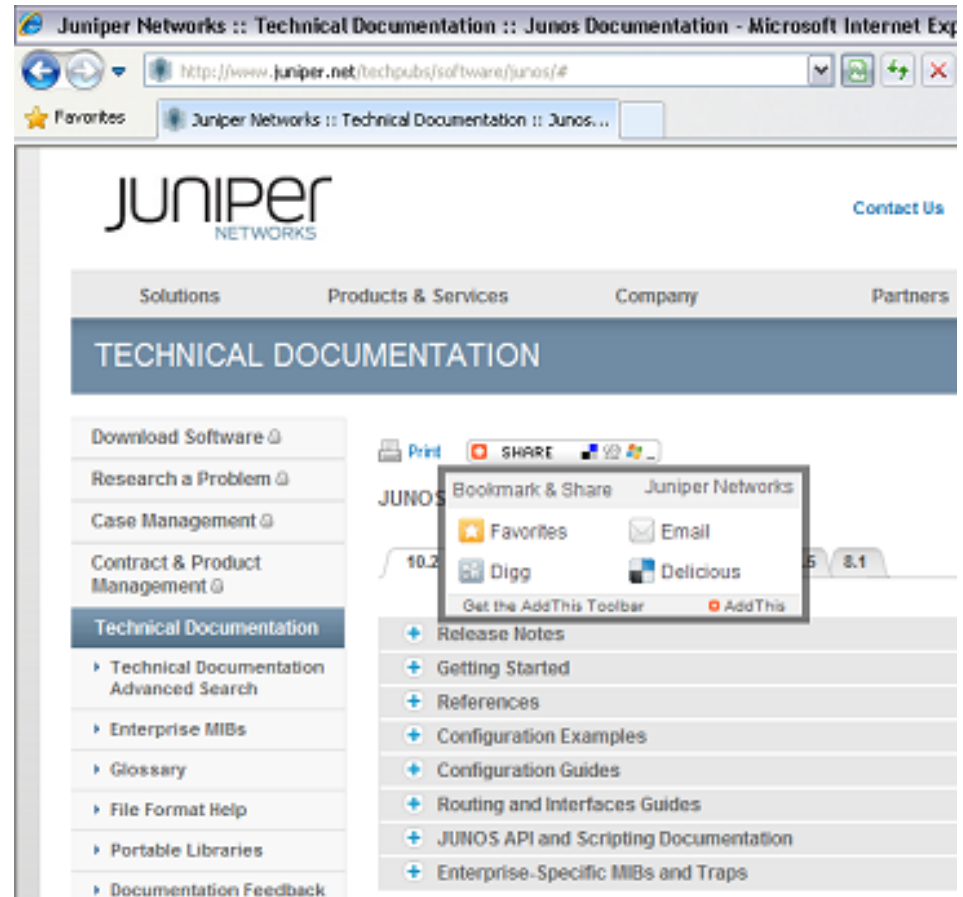 Juniper Networks :: Technical Documentation :: Junos Documentation - Microsoft Internet Exp
http://www.juniper.net/techpubs/software/junos/#
Favorites
Juniper Networks :: Technical Documentation :: Junos...
JUNIPER
NETWORKS
Contact Us
Solutions
Products & Services
Company
Partners
TECHNICAL DOCUMENTATION
Download Software
Research a Problem
Case Management
Contract & Product
Management
Technical Documentation
Technical Documentation
Advanced Search
Enterprise MIBs
Glossary
File Format Help
Portable Libraries
Documentation Feedback
Print
SHARE
JUNOS
Bookmark & Share
Juniper Networks
Favorites
Email
Digg
Delicious
Get the AddThis Toolbar
AddThis
10.2
8.1
Release Notes
Getting Started
References
Configuration Examples
Configuration Guides
Routing and Interfaces Guides
JUNOS API and Scripting Documentation
Enterprise-Specific MIBs and Traps